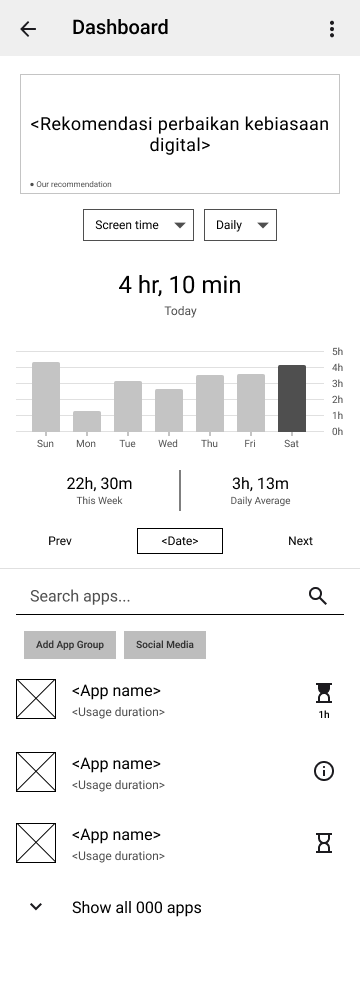 Dashboard
<Rekomendasi perbaikan kebiasaan
digital>
• Our recommendation
Screen time
Daily
4 hr, 10 min
Today
5h
4h
3h
2h
1h
0h
Sun Mon Tue Wed Thu Fri Sat
22h, 30m
This Week
3h, 13m
Daily Average
Prev
<Date>
Next
Search apps...
Add App Group
Social Media
<App name>
<Usage duration>
1h
<App name>
<Usage duration>
<App name>
<Usage duration>
Show all 000 apps